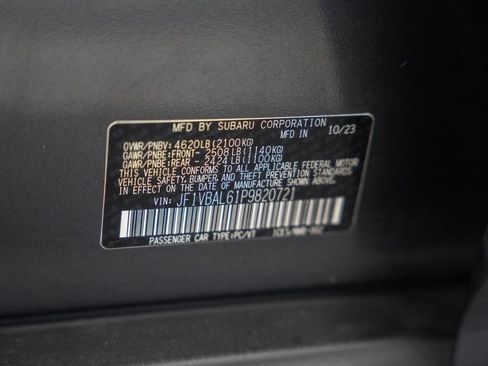 MFD BY SUBARU CORPORATION
MFD IN 10/23
GVWR/PNBV: 4620LB(2100KG)
GAWR/PNBE:FRONT- 2508LB(1140KG)
GAWR/PNBE:REAR - 2424LB(1100KG)
THIS VEHICLE CONFORMS TO ALL APPLICABLE FEDERAL MOTOR
VEHICLE SAFETY, BUMPER, AND THEFT PREVENTION STANDARDS
IN EFFECT ON THE DATE OF MANUFACTURE SHOWN ABOVE.
VIN: JF1VBAL61P9820721
PASSENGER CAR TYPE:PC/VT